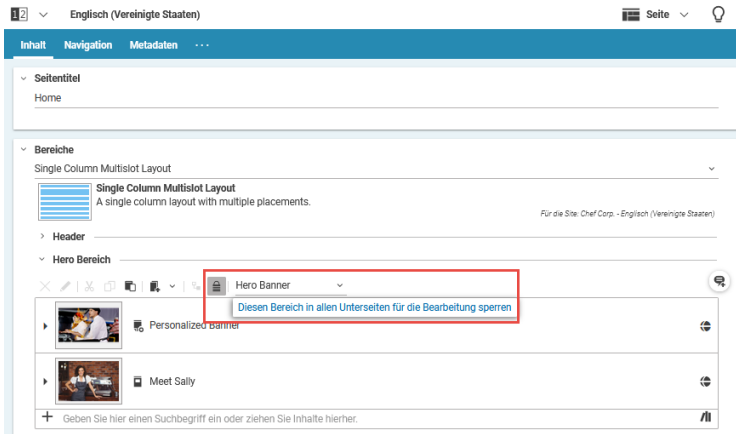 12 Englisch (Vereinigte Staaten) Seite
Inhalt Navigation Metadaten ...
Seitentitel
Home
Bereiche
Single Column Multislot Layout
Single Column Multislot Layout
A single column layout with multiple placements.
Für die Site: Chef Corp. - Englisch (Vereinigte Staaten)
Header
Hero Bereich
Hero Banner
Diesen Bereich in allen Unterseiten für die Bearbeitung sperren
Personalized Banner
Meet Sally
Geben Sie hier einen Suchbegriff ein oder ziehen Sie Inhalte hierher.